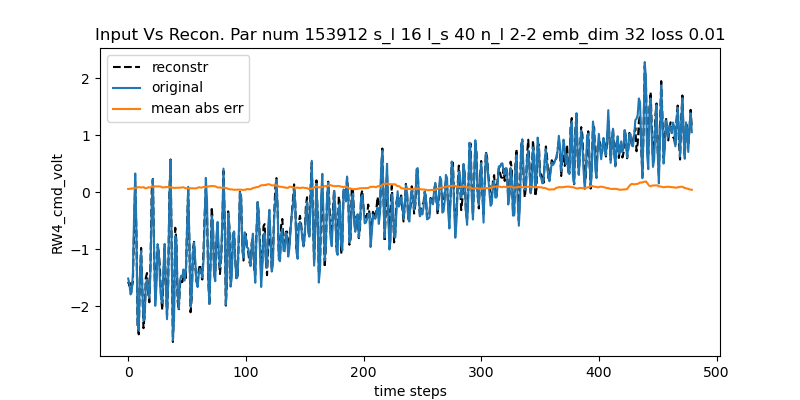 Input Vs Recon. Par num 153912 s_l 16 l_s 40 n_l 2-2 emb_dim 32 loss 0.01
reconstr
original
mean abs err
RW4_cmd_volt
2
1
0
−1
−2
0 100 200 300 400 500
time steps